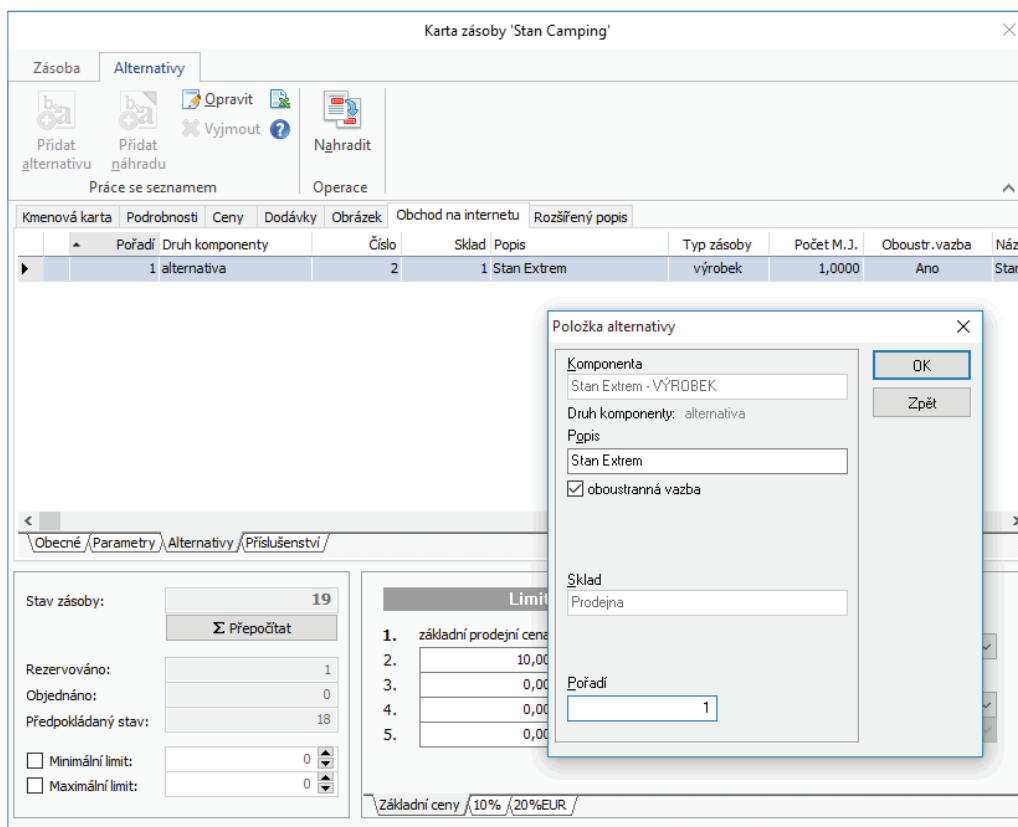 Karta zásoby 'Stan Camping'
Zásoba Alternativy
Přidat alternativu
Přidat náhradu
Opravit
Vyjmout
Nahradit
Práce se seznamem
Operace
Kmenová karta Podrobnosti Ceny Dodávky Obrázek Obchod na internetu Rozšířený popis
Pořadí Druh komponenty Číslo Sklad Popis Typ zásoby Počet M.J. Oboustr.vazba Náz
1 alternativa 2 1 Stan Extrem výrobek 1,0000 Ano Stan
Položka alternativy
Komponenta
Stan Extrem - VÝROBEK
Druh komponenty: alternativa
Popis
Stan Extrem
oboustranná vazba
Sklad
Prodejna
Pořadí
1
OK
Zpět
Obecné Parametry Alternativy Příslušenství
Stav zásoby: 19
Σ Přepočítat
Rezervováno: 1
Objednáno: 0
Předpokládaný stav: 18
Minimální limit: 0
Maximální limit: 0
Limit
1. základní prodejní cena
2. 10,00
3. 0,00
4. 0,00
5. 0,00
Základní ceny 10% 20%EUR